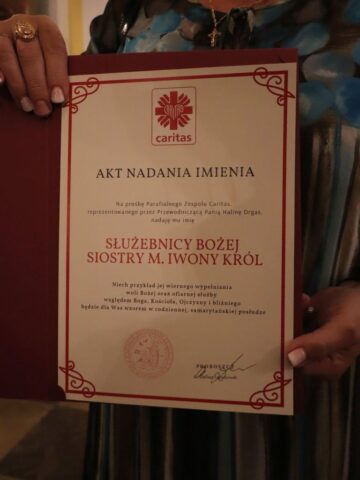 caritas
AKT NADANIA IMIENIA
Na prośbę Parafialnego Zespołu Caritas,
reprezentowanego przez Przewodniczącą Panią Halinę Drgas,
nadaję mu imię
SŁUŻEBNICY BOŻEJ
SIOSTRY M. IWONY KRÓL
Niech przykład jej wiernego wypełniania
woli Bożej oraz ofiarnej służby
względem Boga, Kościoła, Ojczyzny i bliźniego
będzie dla Was wzorem w codziennej, samarytańskiej posłudze
PROBOSZCZ